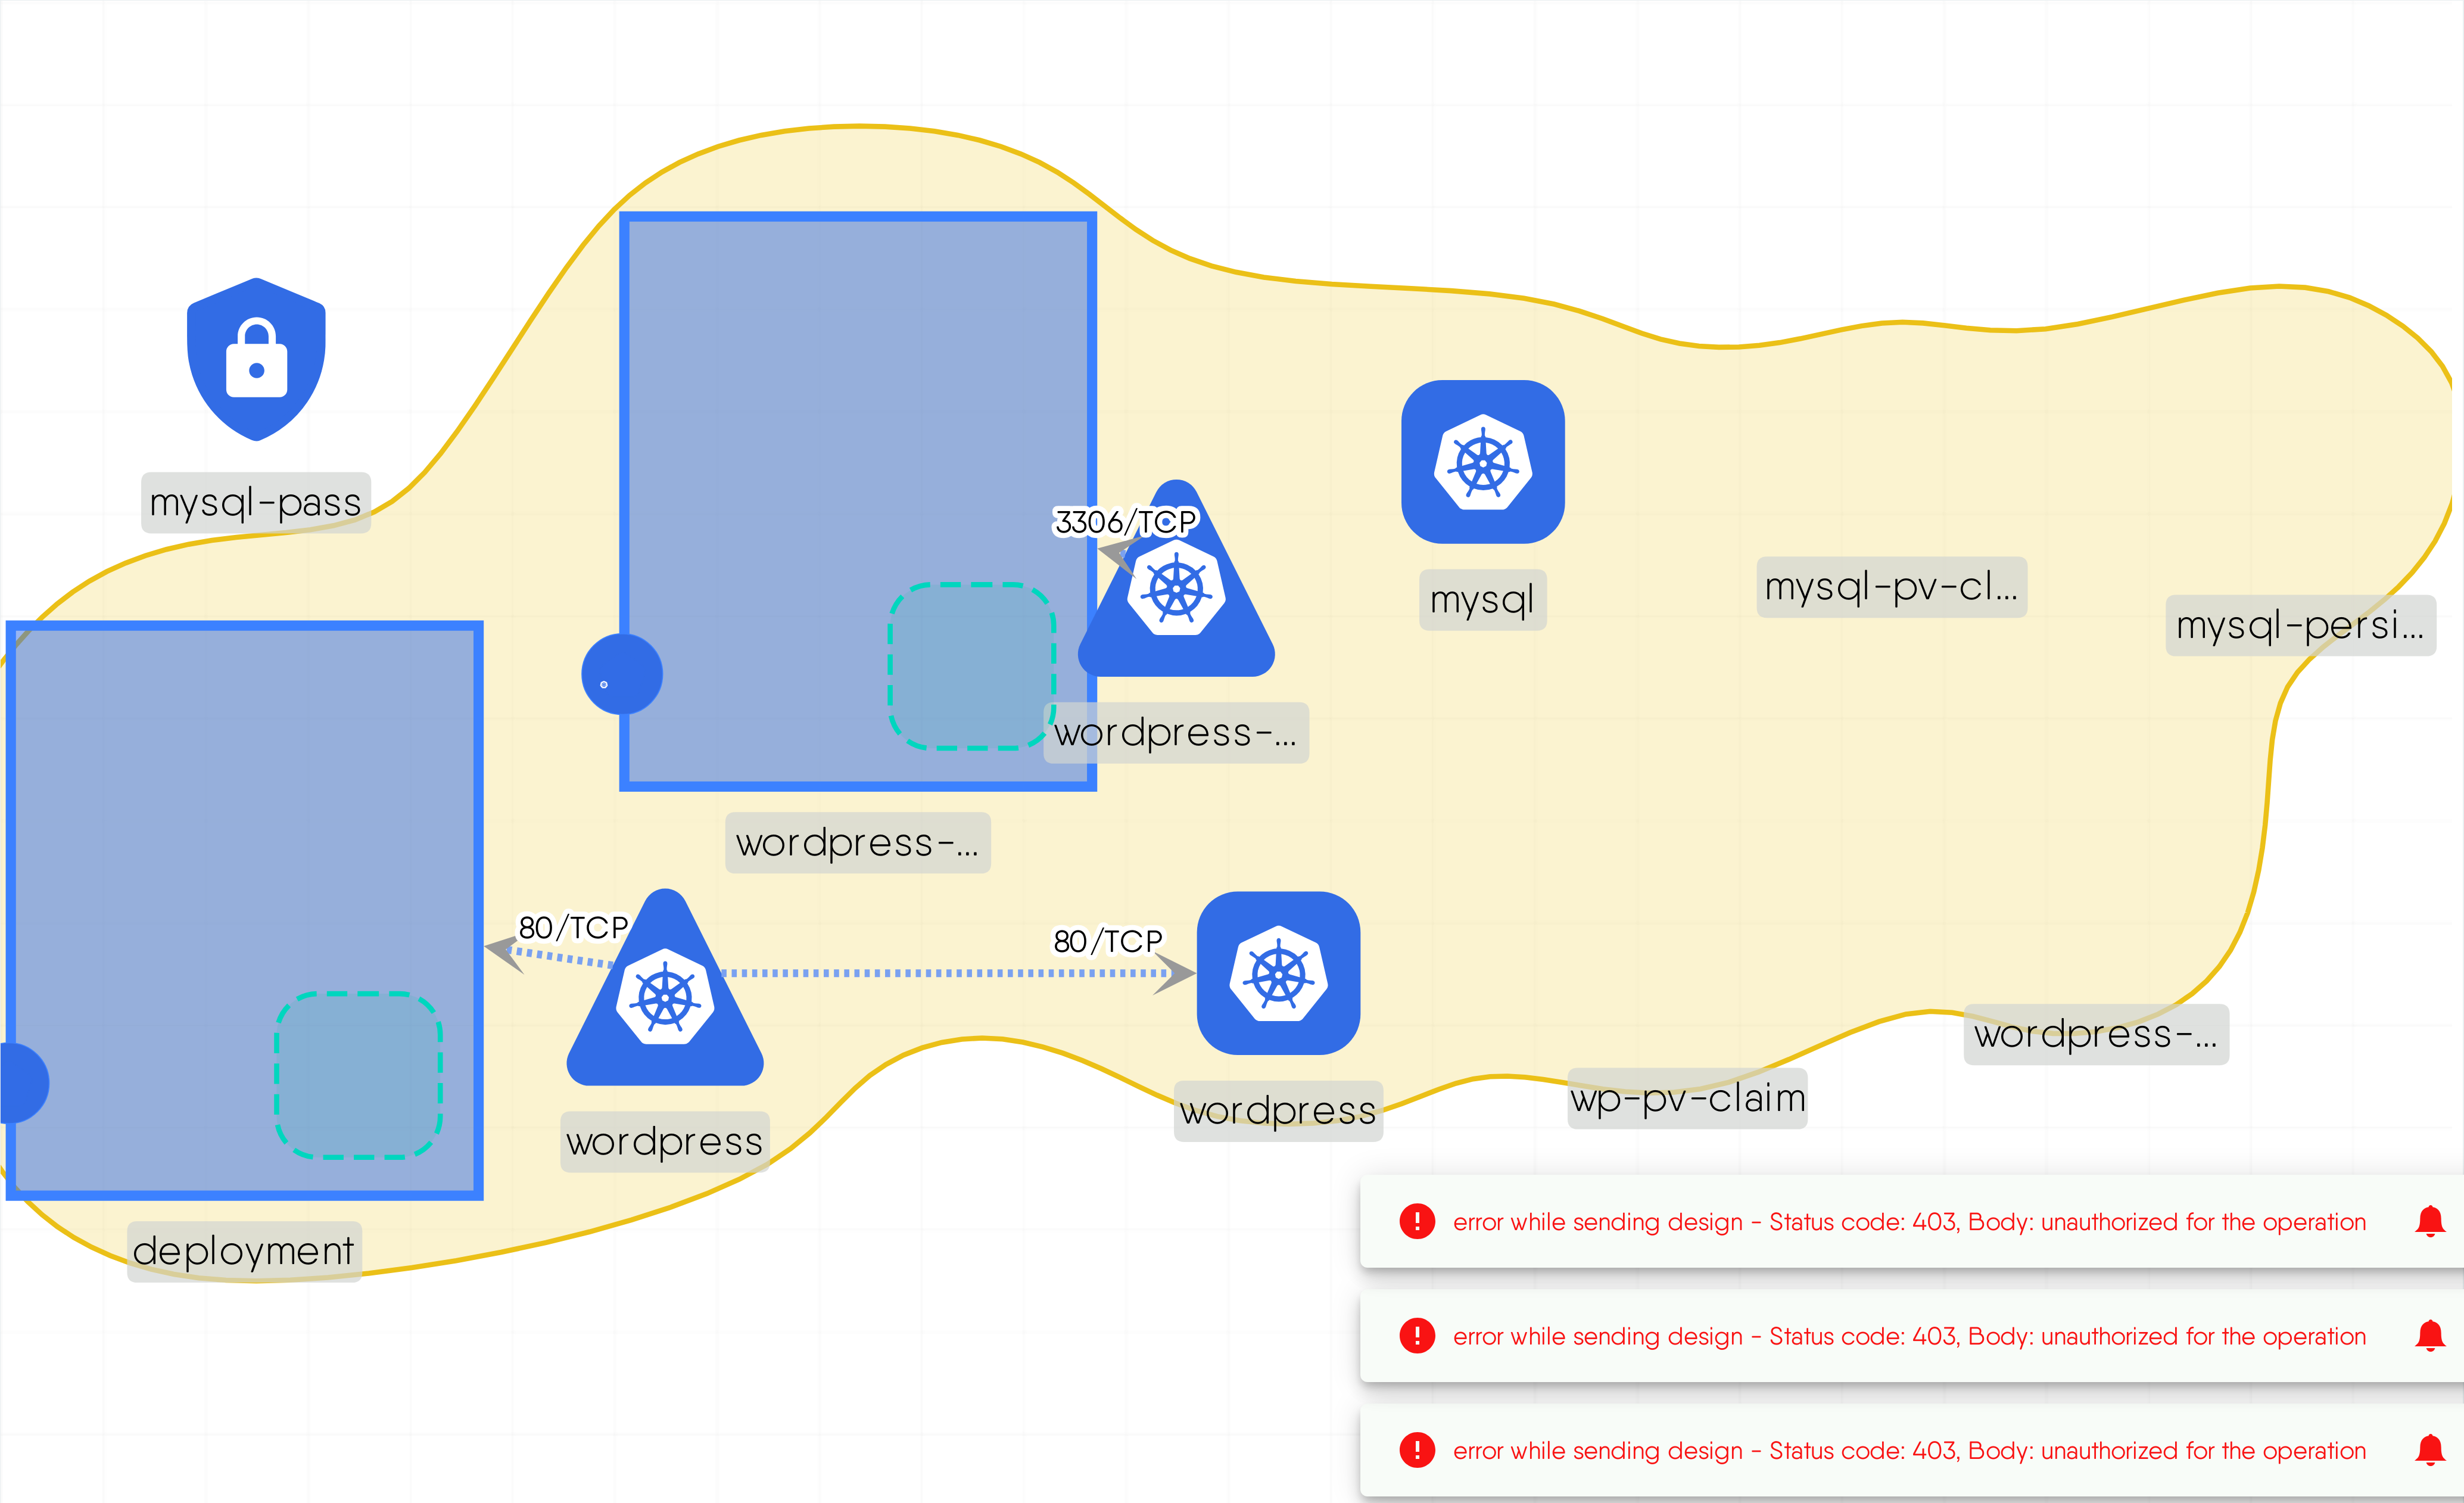 mysql-pass
3306/TCP
mysql
mysql-pv-cl...
mysql-persi...
wordpress-...
wordpress-...
80/TCP
80/TCP
wordpress-...
wp-pv-claim
wordpress
wordpress
deployment
error while sending design - Status code: 403, Body: unauthorized for the operation
error while sending design - Status code: 403, Body: unauthorized for the operation
error while sending design - Status code: 403, Body: unauthorized for the operation